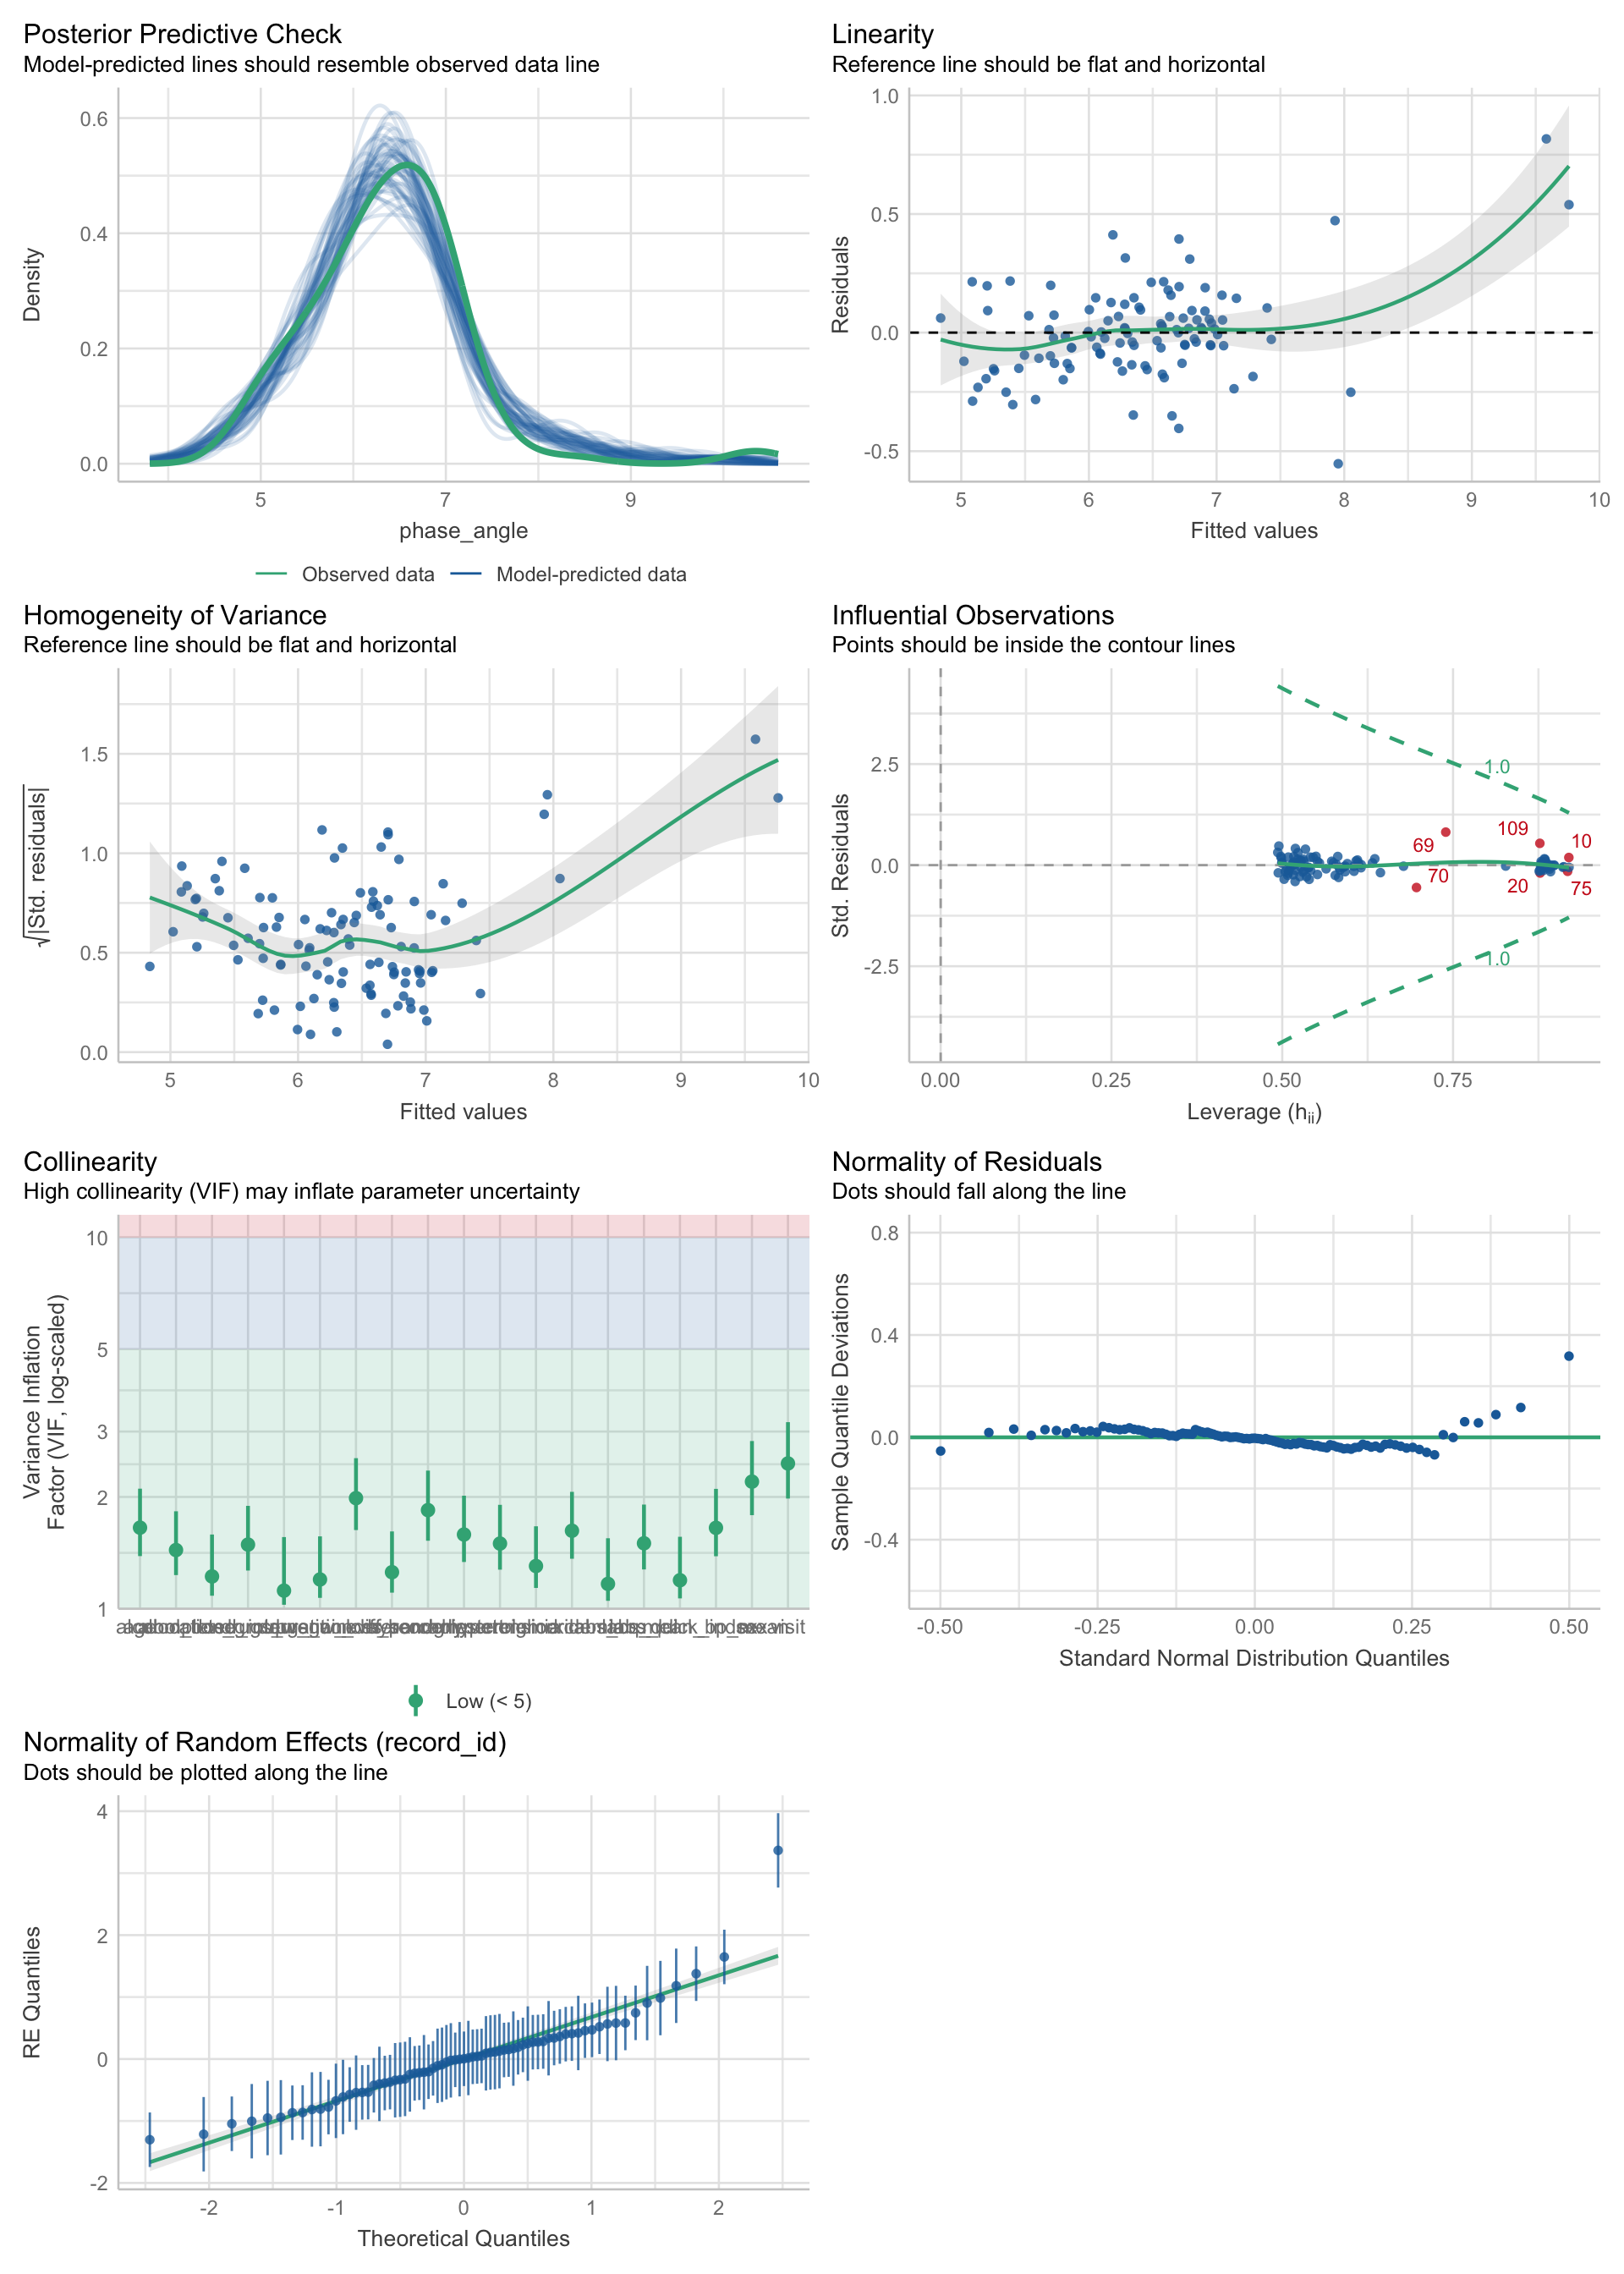 Posterior Predictive Check
Model-predicted lines should resemble observed data line
0.6
0.4
0.2
0.0
Density
5 7 9
phase_angle
Observed data Model-predicted data
Linearity
Reference line should be flat and horizontal
1.0
0.5
0.0
-0.5
Residuals
5 6 7 8 9 10
Fitted values
Homogeneity of Variance
Reference line should be flat and horizontal
1.5
1.0
0.5
0.0
√|Std. residuals|
5 6 7 8 9 10
Fitted values
Influential Observations
Points should be inside the contour lines
2.5
0.0
-2.5
Std. Residuals
1.0
109
10
69
70
20
75
1.0
0.00 0.25 0.50 0.75
Leverage (hii)
Collinearity
High collinearity (VIF) may inflate parameter uncertainty
10
5
3
2
1
Variance Inflation
Factor (VIF, log-scaled)
Low (< 5)
Normality of Residuals
Dots should fall along the line
0.8
0.4
0.0
-0.4
Sample Quantile Deviations
-0.50 -0.25 0.00 0.25 0.50
Standard Normal Distribution Quantiles
Normality of Random Effects (record_id)
Dots should be plotted along the line
4
2
0
-2
RE Quantiles
-2 -1 0 1 2
Theoretical Quantiles